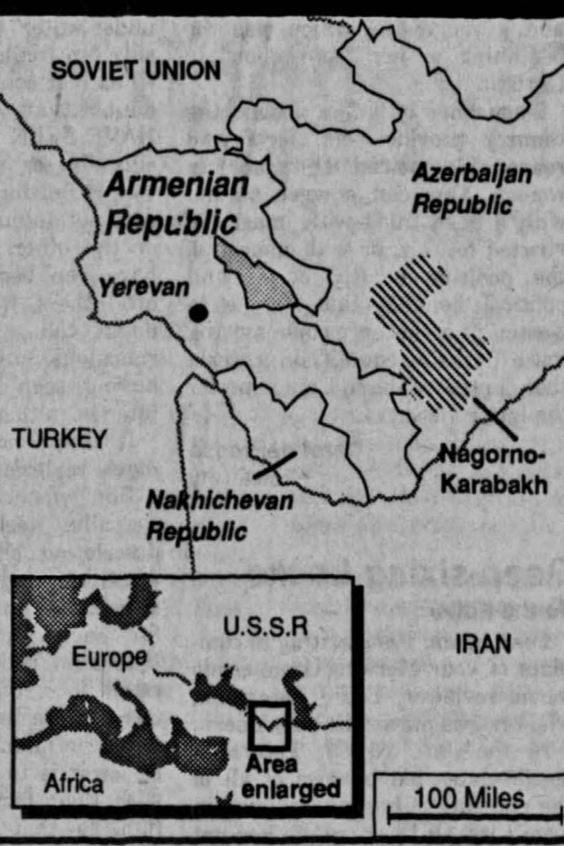 SOVIET UNION
Armenian
Republic
Azerbaijan
Republic
Yerevan
TURKEY
Nagorno-
Karabakh
Nakhichevan
Republic
U.S.S.R
Europe
IRAN
Area
enlarged
Africa
100 Miles